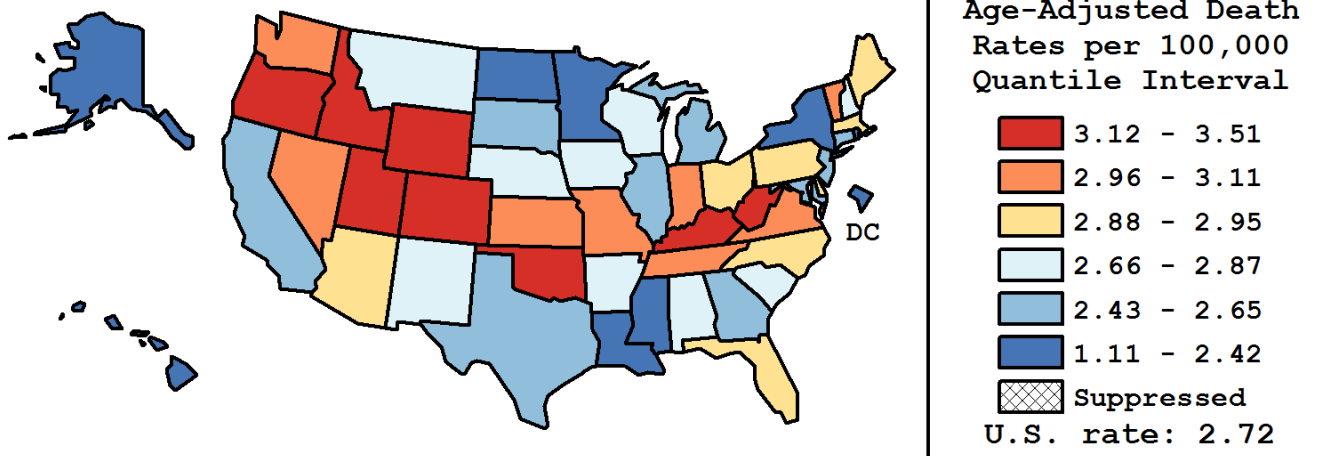 DC
Age-Adjusted Death
Rates per 100,000
Quantile Interval
3.12 - 3.51
2.96 - 3.11
2.88 - 2.95
2.66 - 2.87
2.43 - 2.65
1.11 - 2.42
Suppressed
U.S. rate: 2.72